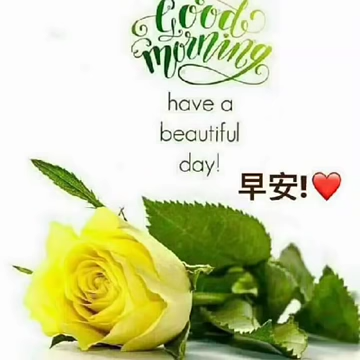 Good
morning
have a
beautiful
day!
早安!❤️